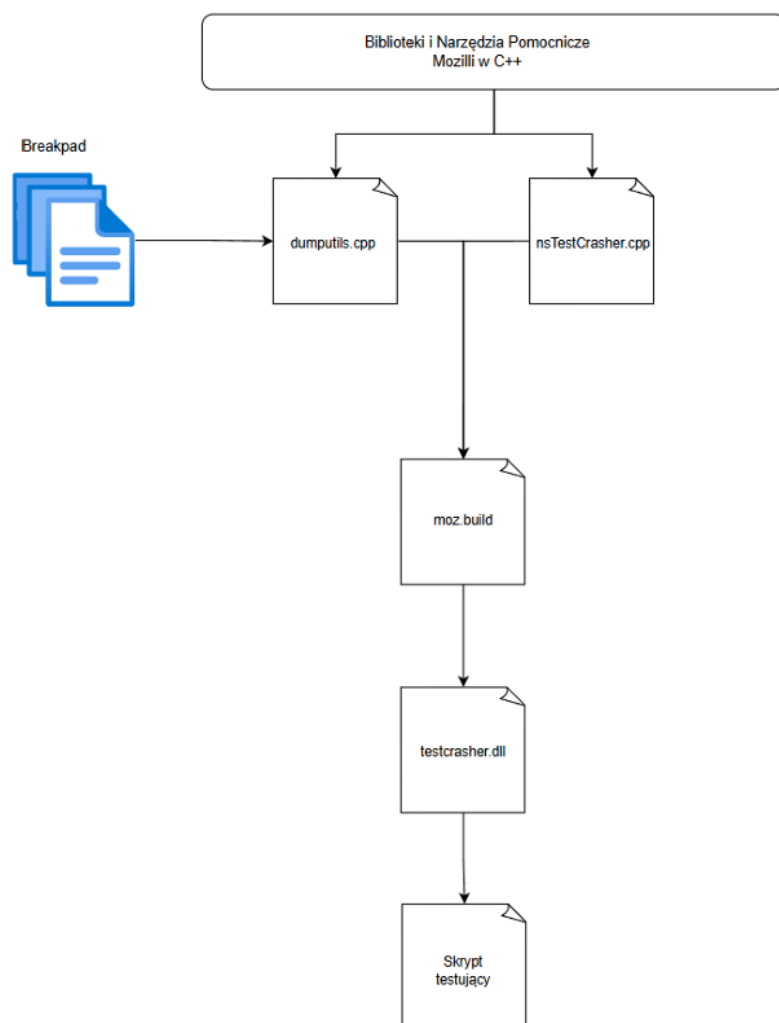 Biblioteki i Narzędzia Pomocnicze
Mozilli w C++
Breakpad
dumputils.cpp
nsTestCrasher.cpp
moz.build
testcrasher.dll
Skrypt
testujący